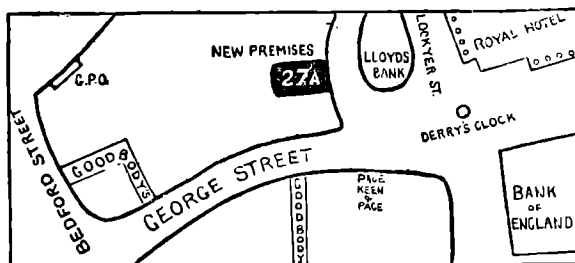 ROYAL HOTEL
LOCKYER ST.
NEW PREMISES
LLOYDS
BANK
27A
G.P.O.
DERRY'S CLOCK
BEDFORD STREET
GOODBODYS
GEORGE STREET
GOODBODY
PAGE
KEEN
&
PAGE
BANK
OF
ENGLAND